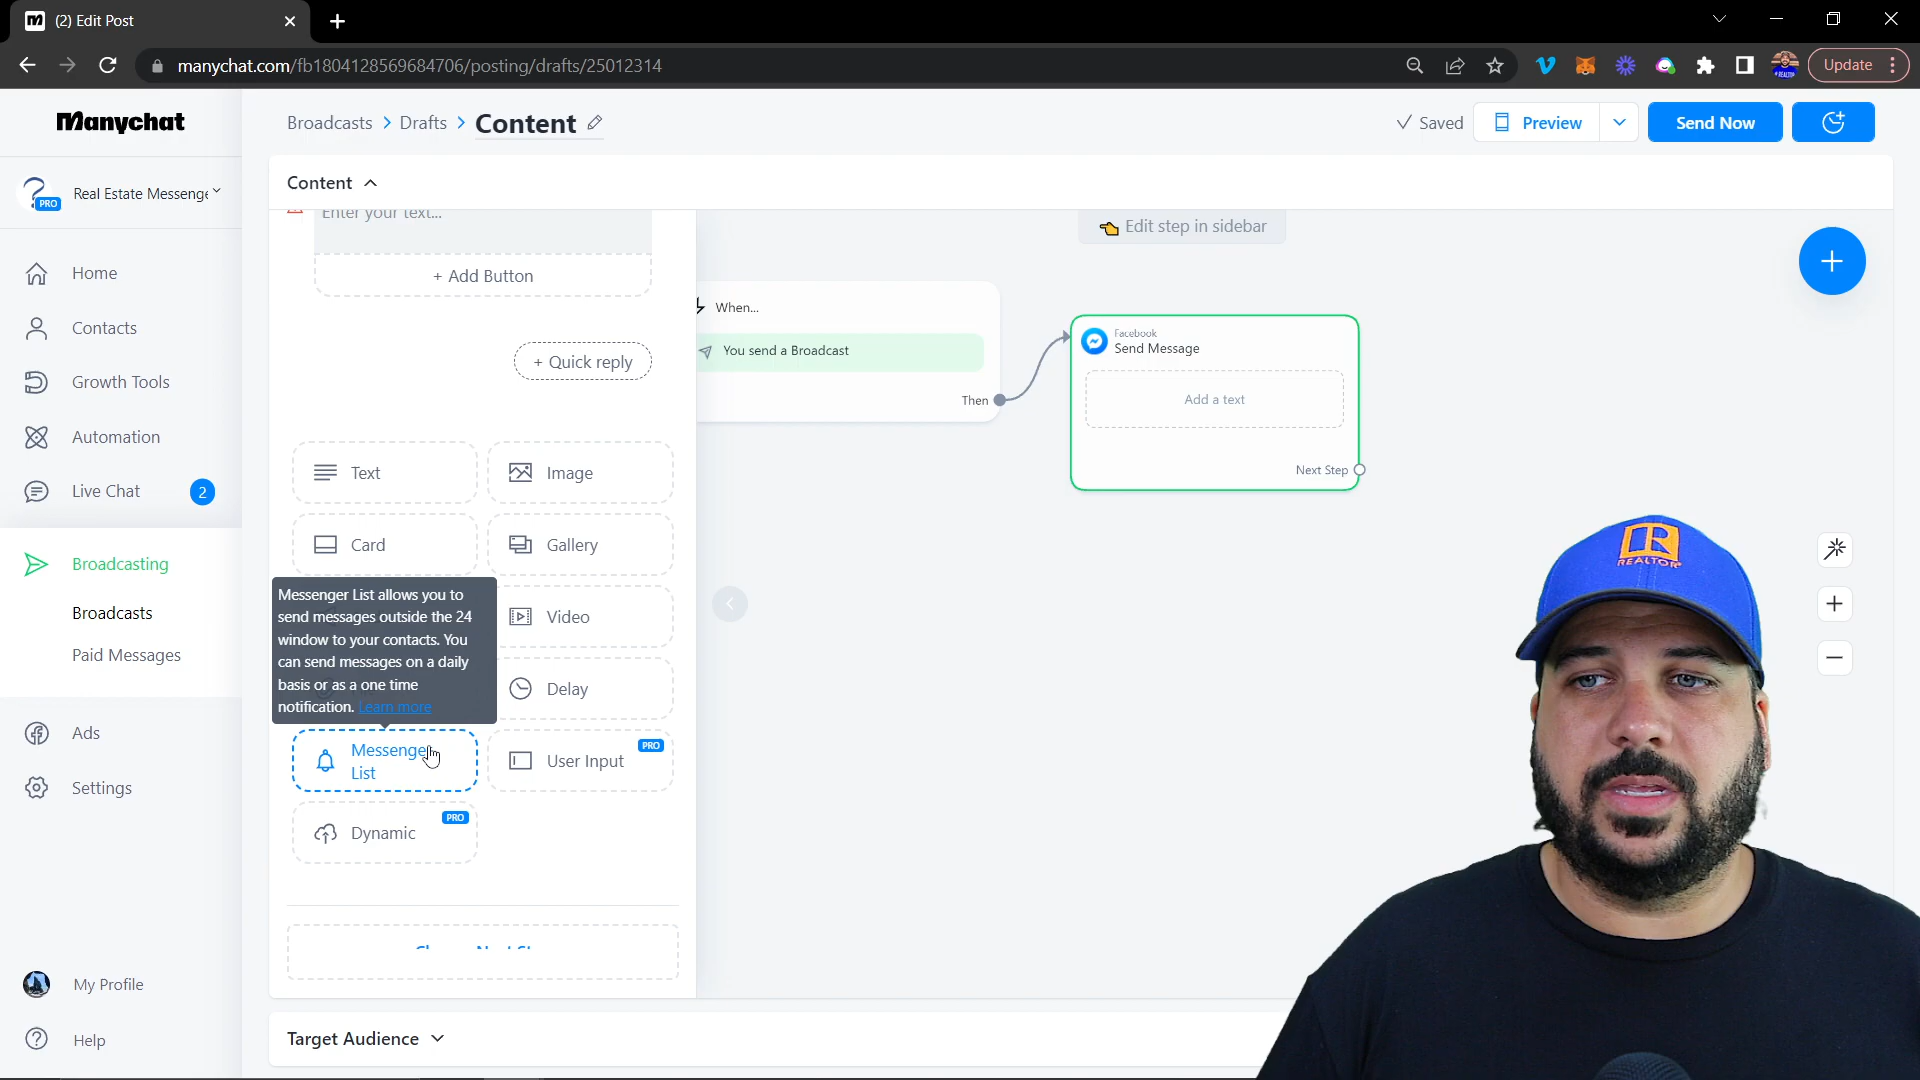 (2) Edit Post
manychat.com/fb1804128569684706/posting/drafts/25012314
Update
Manychat
Broadcasts > Drafts > Content
Saved
Preview
Send Now
PRO
Real Estate Messenge
Content
Home
Contacts
Growth Tools
Automation
Live Chat
2
Broadcasting
Broadcasts
Paid Messages
Ads
Settings
My Profile
Help
Enter your text...
+ Add Button
+ Quick reply
Text
Image
Card
Gallery
Messenger List allows you to
send messages outside the 24
window to your contacts. You
can send messages on a daily
basis or as a one time
notification. Learn more
Video
Delay
Messenger
List
User Input
PRO
Dynamic
PRO
Target Audience
Edit step in sidebar
When...
You send a Broadcast
Then
Facebook
Send Message
Add a text
Next Step
R
REALTOR®